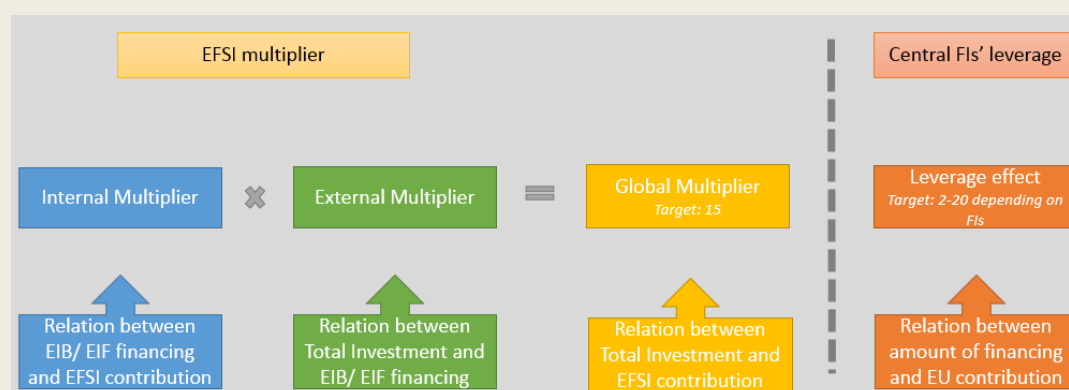 EFSI multiplier
Central FIs' leverage
Internal Multiplier
External Multiplier
Global Multiplier
Target: 15
Leverage effect
Target: 2-20 depending on
FIs
Relation between
EIB/ EIF financing
and EFSI contribution
Relation between
Total Investment and
EIB/ EIF financing
Relation between
Total Investment and
EFSI contribution
Relation between
amount of financing
and EU contribution